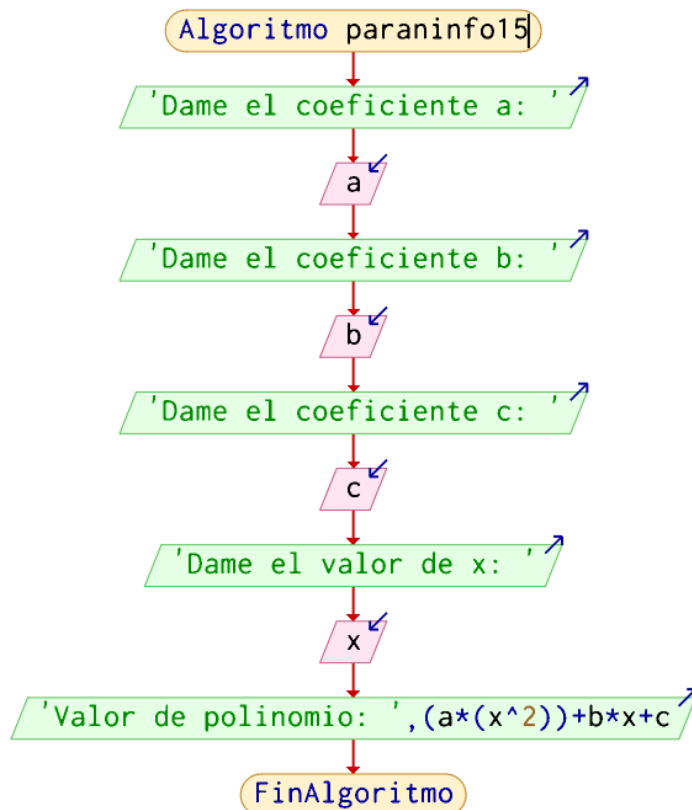 Algoritmo paraninfo15
'Dame el coeficiente a: '
a
'Dame el coeficiente b: '
b
'Dame el coeficiente c: '
c
'Dame el valor de x: '
x
'Valor de polinomio: ',(a*(x^2))+b*x+c
FinAlgoritmo